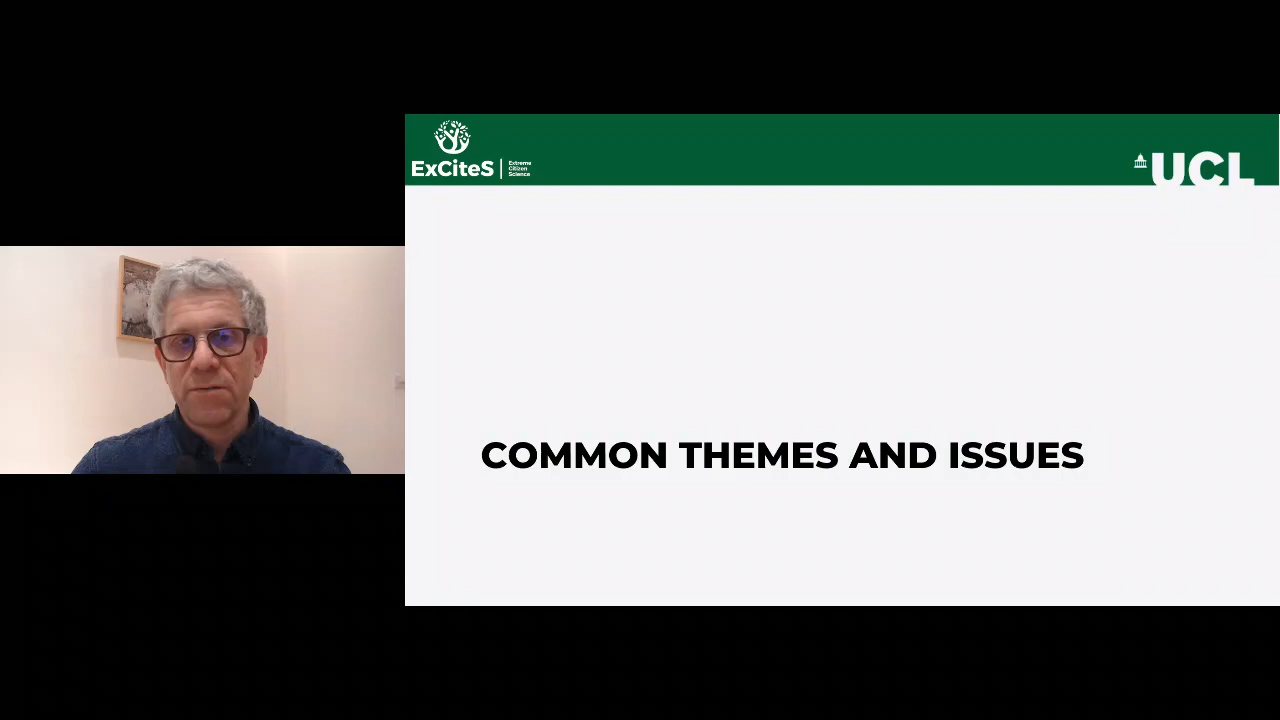 ExCiteS
Extreme
Citizen
Science
UCL
COMMON THEMES AND ISSUES